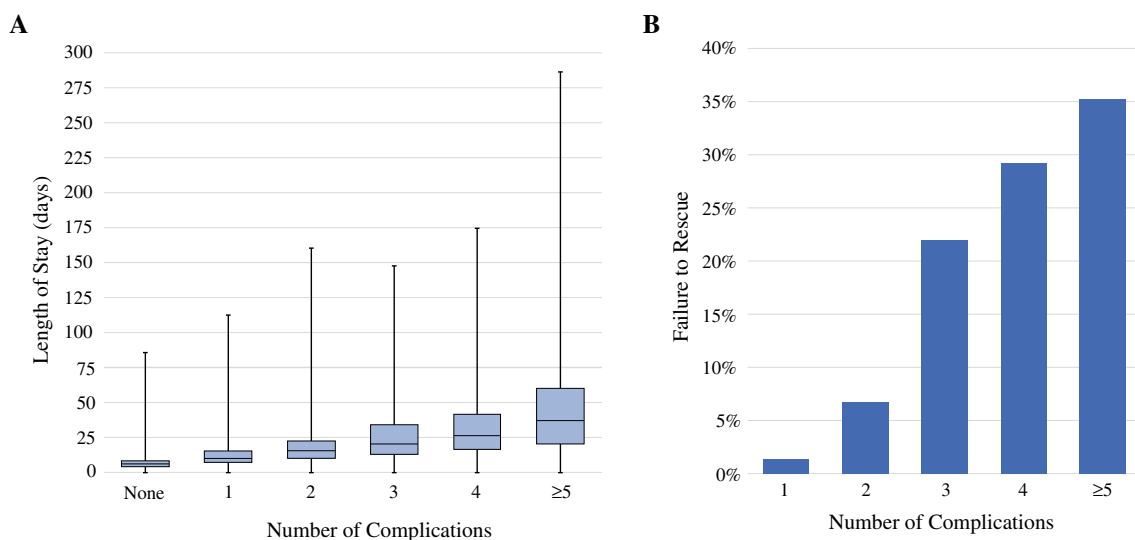 A
300
275
250
225
200
175
150
125
100
75
50
25
0
Length of Stay (days)
None 1 2 3 4 ≥5
Number of Complications
B
40%
35%
30%
25%
20%
15%
10%
5%
0%
Failure to Rescue
1 2 3 4 ≥5
Number of Complications